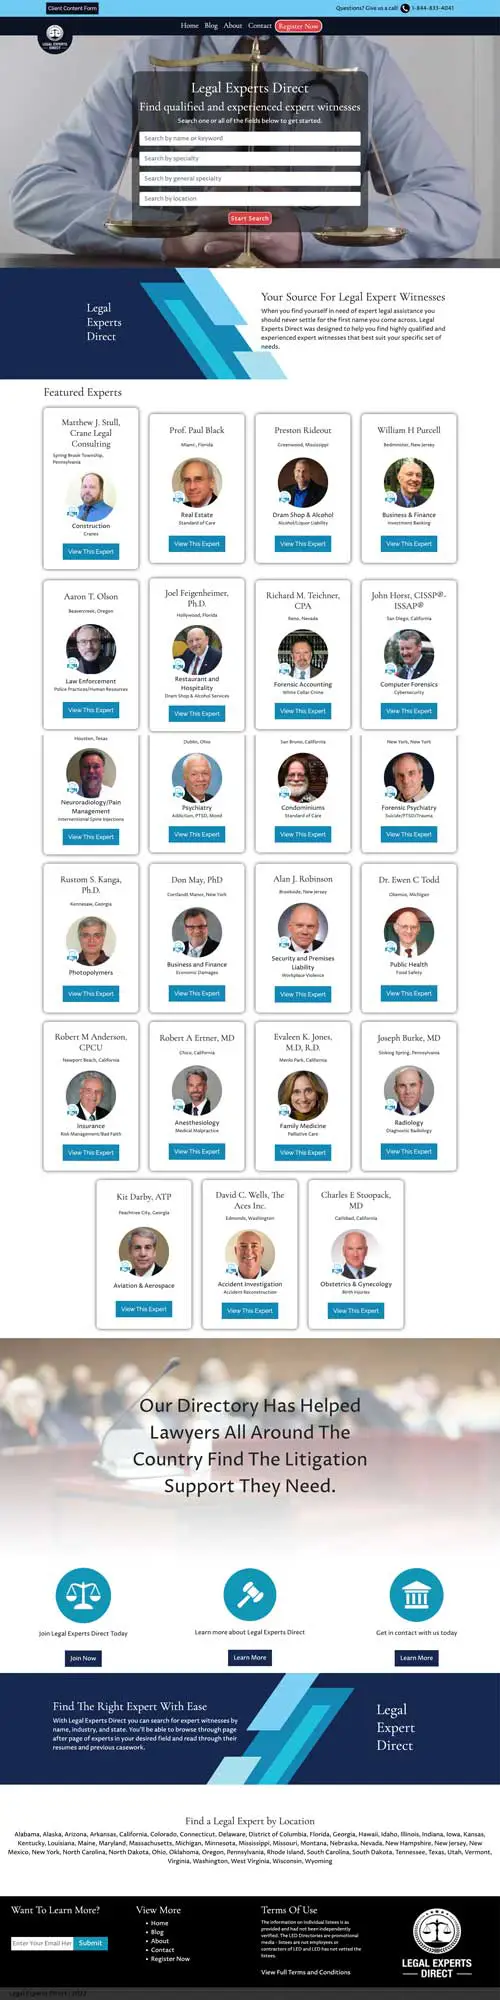 Client Content Form
Questions? Give us a call 1-844-833-4041
LEGAL EXPERTS
DIRECT
Home Blog About Contact Register Now
Legal Experts Direct
Find qualified and experienced expert witnesses
Search one or all of the fields below to get started.
Search by name or keyword
Search by specialty
Search by general specialty
Search by location
Start Search
Legal
Experts
Direct
Your Source For Legal Expert Witnesses
When you find yourself in need of expert legal assistance you
should never settle for the first name you come across. Legal
Experts Direct was designed to help you find highly qualified and
experienced expert witnesses that best suit your specific set of
needs.
Featured Experts
Matthew J. Stull,
Crane Legal
Consulting
Spring Brook Township,
Pennsylvania
Construction
Cranes
View This Expert
Prof. Paul Black
Miami, Florida
Real Estate
Standard of Care
View This Expert
Preston Rideout
Greenwood, Mississippi
Dram Shop & Alcohol
Alcohol/Liquor Liability
View This Expert
William H Purcell
Bedminster, New Jersey
Business & Finance
Investment Banking
View This Expert
Aaron T. Olson
Beavercreek, Oregon
Law Enforcement
Police Practices/Human Resources
View This Expert
Joel Feigenheimer,
Ph.D.
Hollywood, Florida
Restaurant and
Hospitality
Dram Shop & Alcohol Services
View This Expert
Richard M. Teichner,
CPA
Reno, Nevada
Forensic Accounting
White Collar Crime
View This Expert
John Horst, CISSP®-
ISSAP®
San Diego, California
Computer Forensics
Cybersecurity
View This Expert
Houston, Texas
Neuroradiology/Pain
Management
Interventional Spine Injections
View This Expert
Dublin, Ohio
Psychiatry
Addiction, PTSD, Mood
View This Expert
San Bruno, California
Condominiums
Standard of Care
View This Expert
New York, New York
Forensic Psychiatry
Suicide/PTSD/Trauma
View This Expert
Rustom S. Kanga,
Ph.D.
Kennesaw, Georgia
Photopolymers
View This Expert
Don May, PhD
Cortlandt Manor, New York
Business and Finance
Economic Damages
View This Expert
Alan J. Robinson
Brookside, New Jersey
Security and Premises
Liability
Workplace Violence
View This Expert
Dr. Ewen C Todd
Okemos, Michigan
Public Health
Food Safety
View This Expert
Robert M Anderson,
CPCU
Newport Beach, California
Insurance
Risk Management/Bad Faith
View This Expert
Robert A Ertner, MD
Chico, California
Anesthesiology
Medical Malpractice
View This Expert
Evaleen K. Jones,
M.D, R.D.
Menlo Park, California
Family Medicine
Palliative Care
View This Expert
Joseph Burke, MD
Sinking Spring, Pennsylvania
Radiology
Diagnostic Radiology
View This Expert
Kit Darby, ATP
Peachtree City, Georgia
Aviation & Aerospace
View This Expert
David C. Wells, The
Aces Inc.
Edmonds, Washington
Accident Investigation
Accident Reconstruction
View This Expert
Charles E Stoopack,
MD
Carlsbad, California
Obstetrics & Gynecology
Birth Injuries
View This Expert
Our Directory Has Helped
Lawyers All Around The
Country Find The Litigation
Support They Need.
Join Legal Experts Direct Today
Join Now
Learn more about Legal Experts Direct
Learn More
Get in contact with us today
Learn More
Find The Right Expert With Ease
With Legal Experts Direct you can search for expert witnesses by
name, industry, and state. You'll be able to browse through page
after page of experts in your desired field and read through their
resumes and previous casework.
Legal
Expert
Direct
Find a Legal Expert by Location
Alabama, Alaska, Arizona, Arkansas, California, Colorado, Connecticut, Delaware, District of Columbia, Florida, Georgia, Hawaii, Idaho, Illinois, Indiana, Iowa, Kansas,
Kentucky, Louisiana, Maine, Maryland, Massachusetts, Michigan, Minnesota, Mississippi, Missouri, Montana, Nebraska, Nevada, New Hampshire, New Jersey, New
Mexico, New York, North Carolina, North Dakota, Ohio, Oklahoma, Oregon, Pennsylvania, Rhode Island, South Carolina, South Dakota, Tennessee, Texas, Utah, Vermont,
Virginia, Washington, West Virginia, Wisconsin, Wyoming
Want To Learn More?
Enter Your Email Her
Submit
View More
Home
Blog
About
Contact
Register Now
Terms Of Use
The information on individual listees is as
provided and had not been independently
verified. The LED Directories are promotional
media - listees are not employees or
contractors of LED and LED has not vetted the
listees.
View Full Terms and Conditions
LEGAL EXPERTS
DIRECT
Legal Experts Direct | 2022